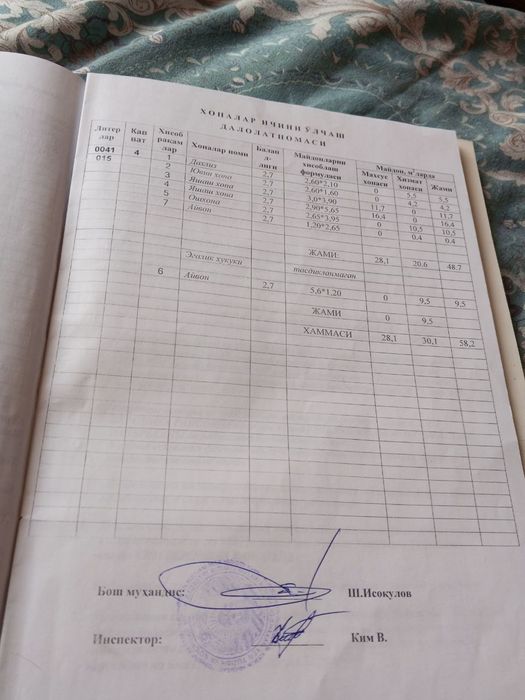 ХОНАЛАР ИЧИНИ ЎЛЧАШ
ДАЛОЛАТНОМАСИ
Литер лар Кав нат Хисоб рақам лар Хоналар номи Балан д- лиги Майдонларни хисоблаш формуласи Майдон, м² ларда
Махсус хонаси Хизмат хонаси Жами
0041 015 4 1 Дахлиз 2,7 2,60*2,10 0 5,5 5,5
2 Ювин хона 2,7 2,60*1,60 0 4,2 4,2
3 Яшаш хона 2,7 3,0*3,90 11,7 0 11,7
4 Яшаш хона 2,7 2,90*5,65 16,4 0 16,4
5 Ошхона 2,7 2,65*3,95 0 10,5 10,5
7 Айвон 2,7 1,20*2,65 0 0,4 0,4
ЖАМИ: 28,1 20,6 48,7
Эгалик хуқуқи тасдиқланмаган
6 Айвон 2,7 5,6*1,20 0 9,5 9,5
ЖАМИ 0 9,5
ХАММАСИ 28,1 30,1 58,2
Бош мухандис: Ш.Исокулов
Инспектор: Ким В.